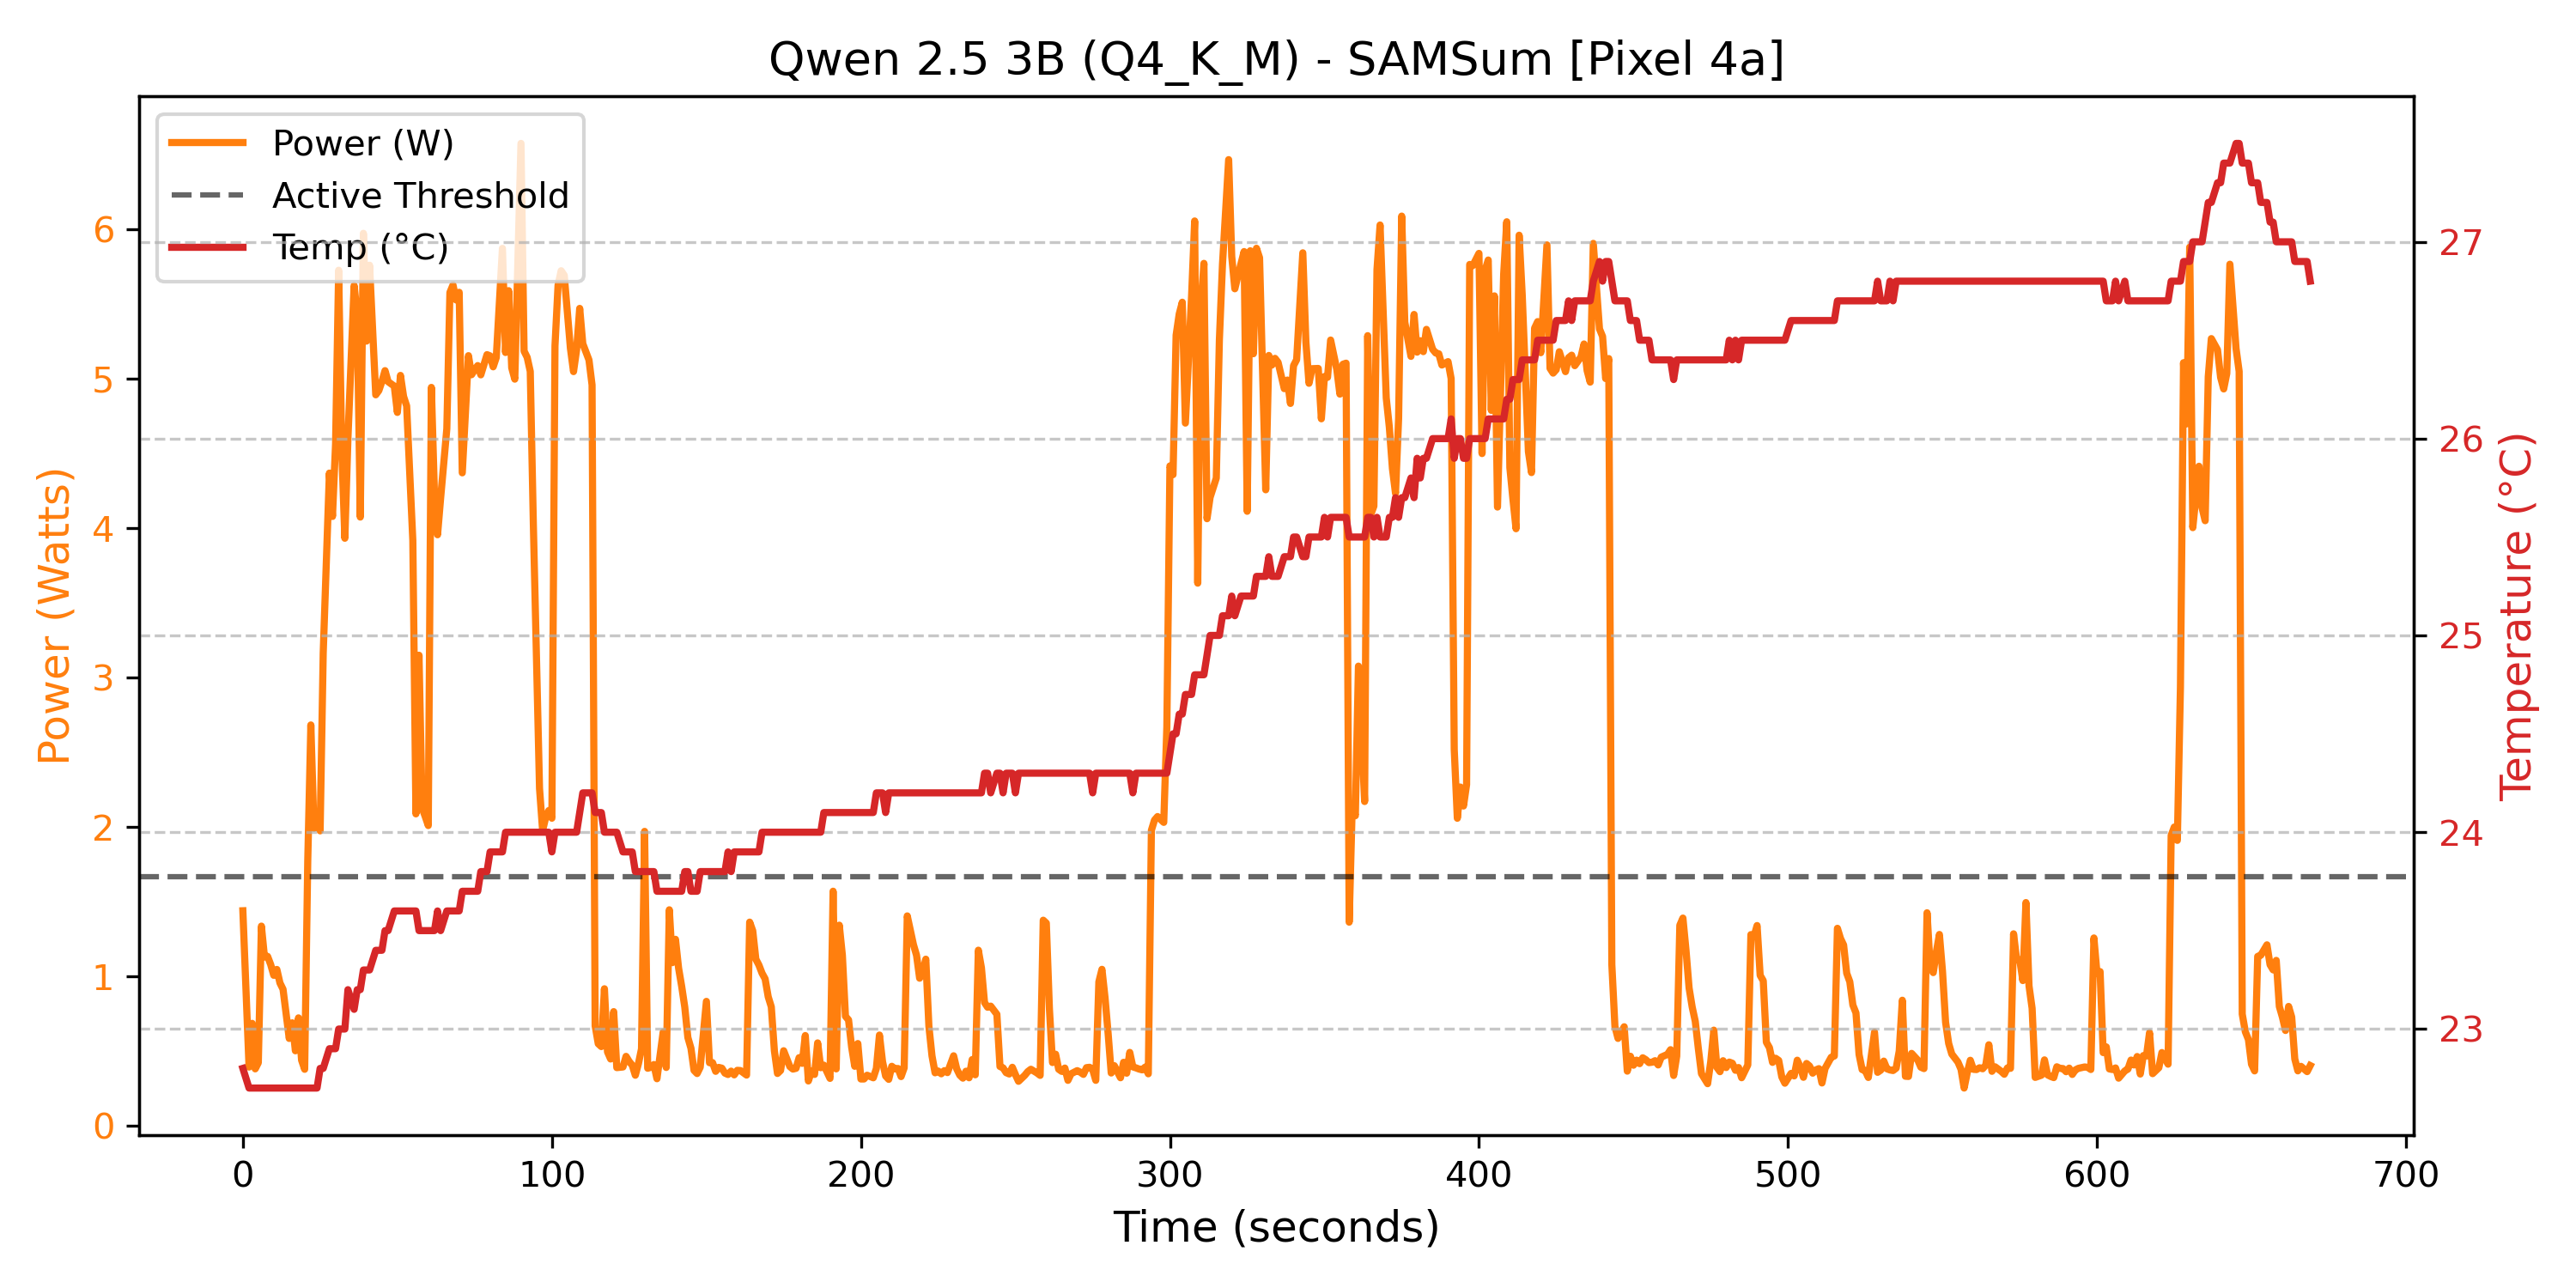 Qwen 2.5 3B (Q4_K_M) - SAMSum [Pixel 4a]
Power (W)
Active Threshold
Temp (°C)
Power (Watts)
6
5
4
3
2
1
0
27
26
25
24
23
Temperature (°C)
0 100 200 300 400 500 600 700
Time (seconds)